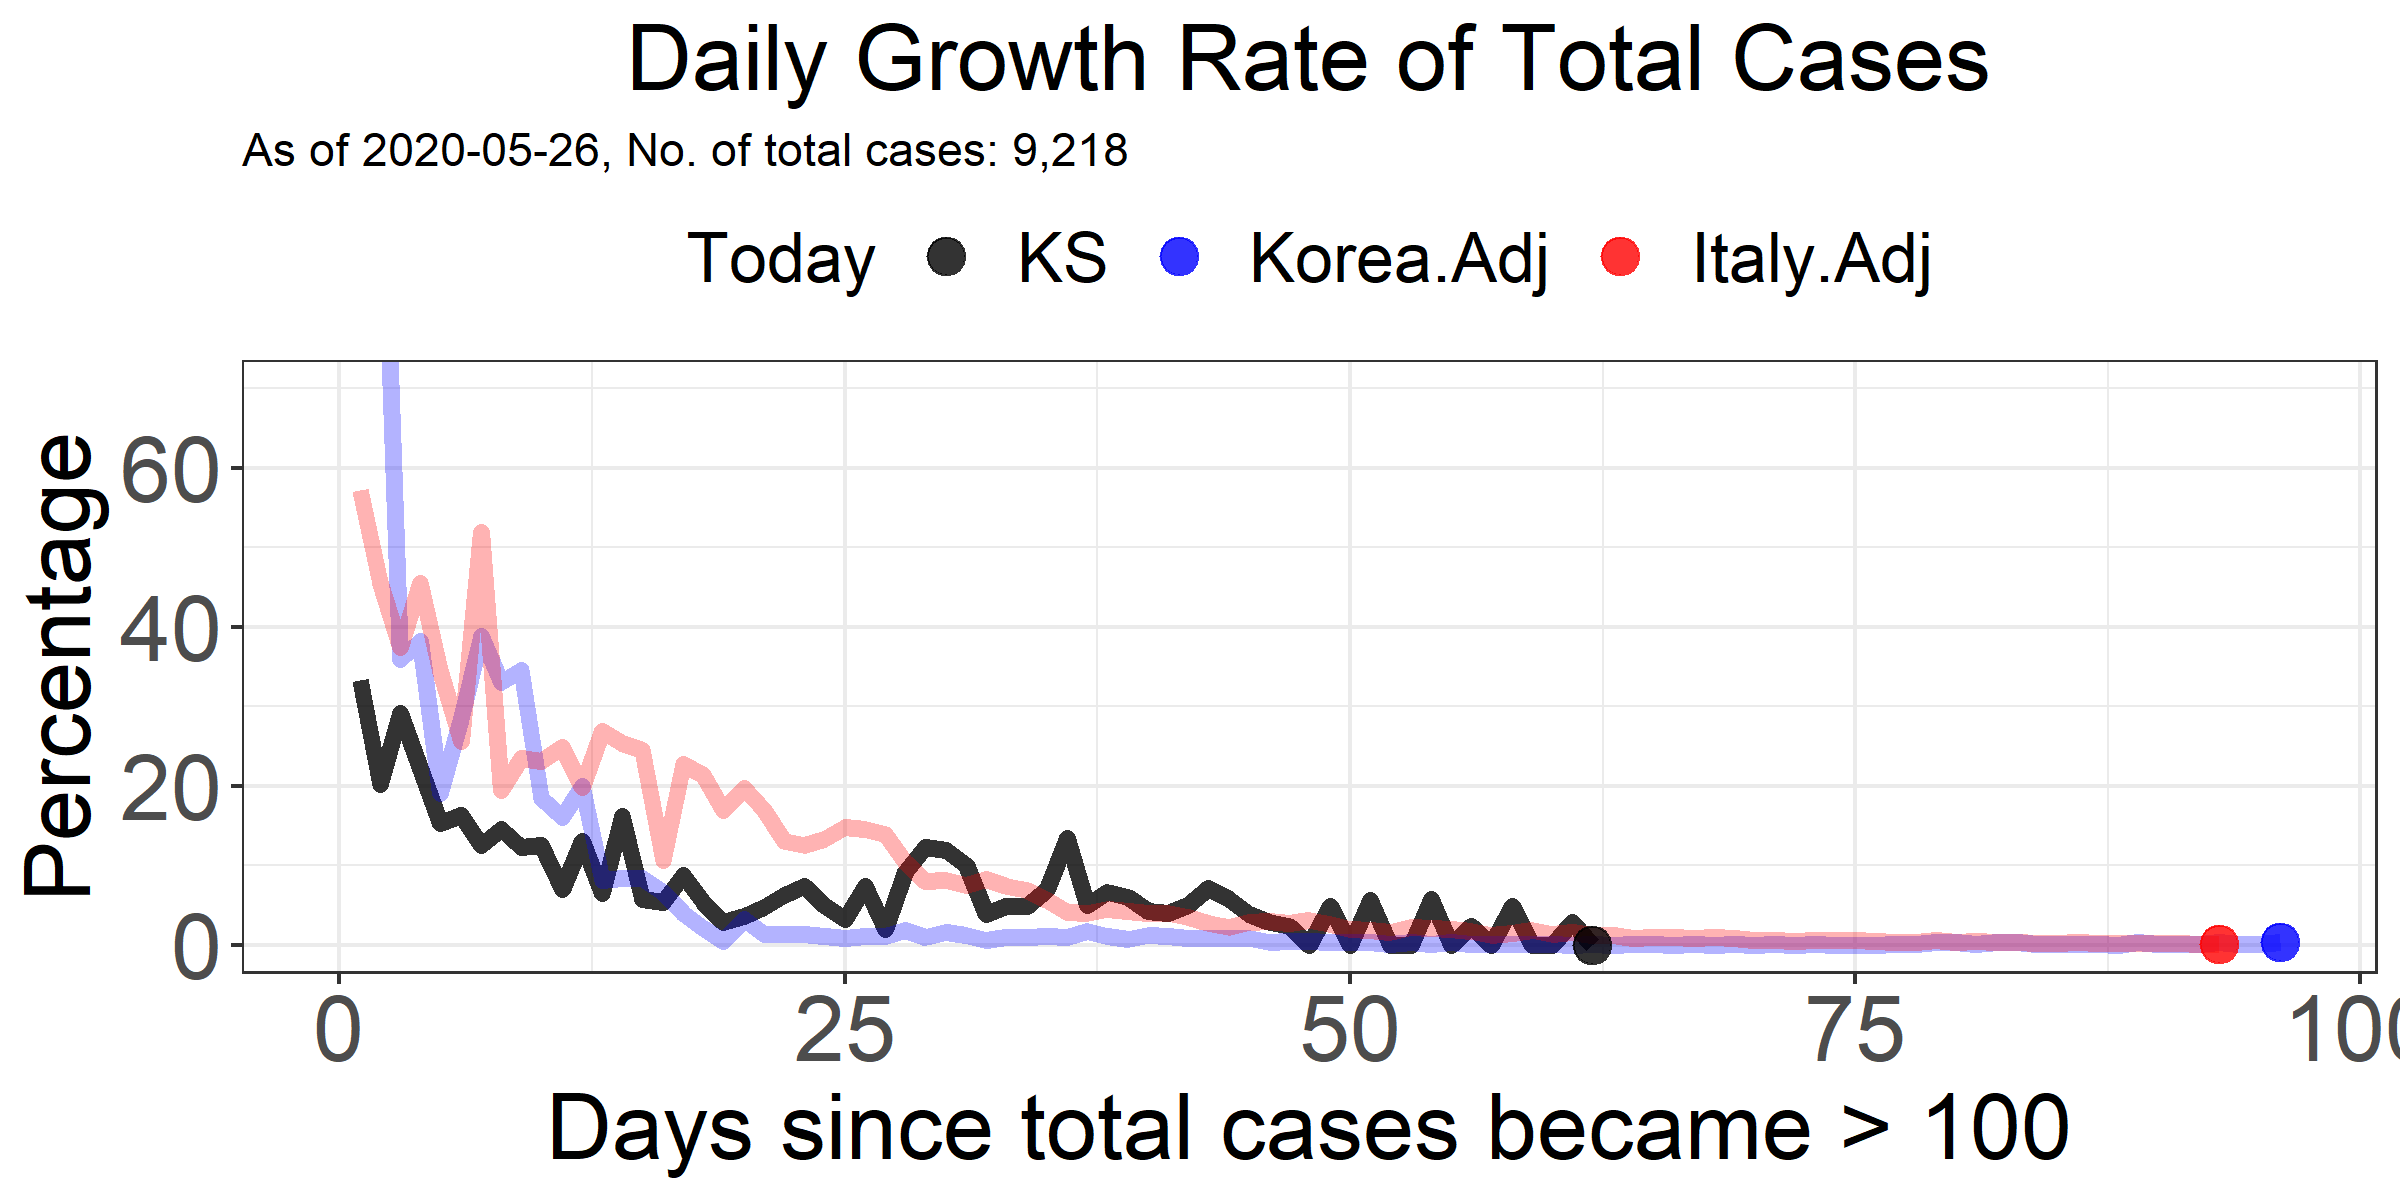 Daily Growth Rate of Total Cases
As of 2020-05-26, No. of total cases: 9,218
Today KS Korea.Adj Italy.Adj
Percentage
60
40
20
0
0 25 50 75 100
Days since total cases became > 100